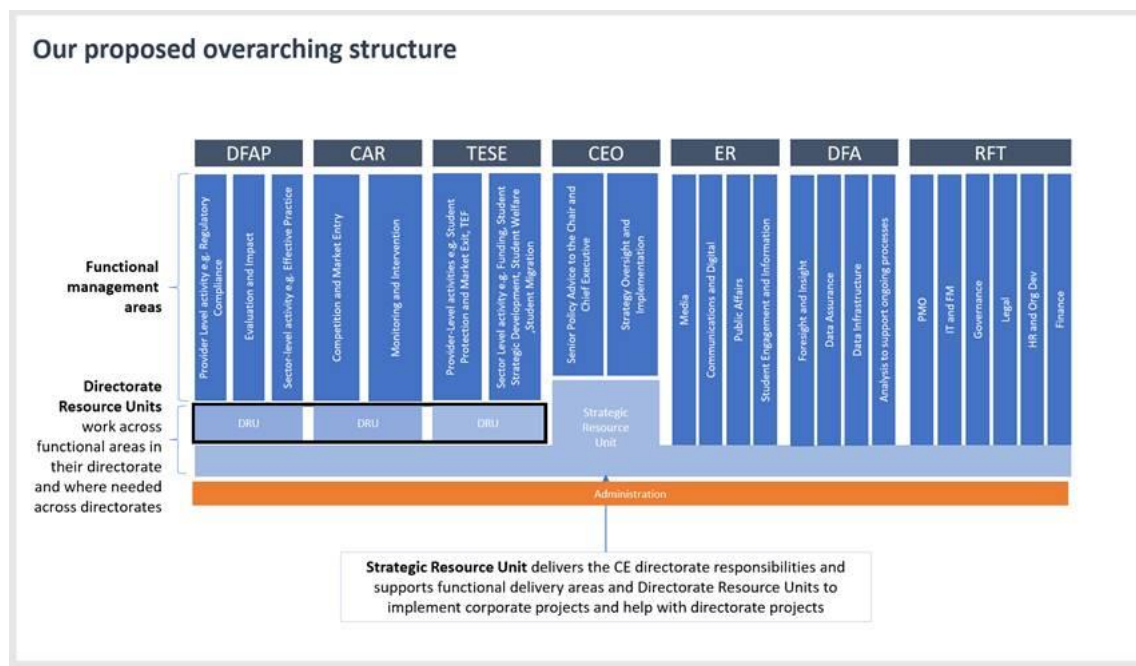 Our proposed overarching structure
DFAP
CAR
TESE
CEO
ER
DFA
RFT
Functional
management
areas
Provider Level activity e.g. Regulatory
Compliance
Evaluation and Impact
Sector-level activity e.g. Effective Practice
Competition and Market Entry
Monitoring and Intervention
Provider-Level activities e.g. Student
Protection and Market Exit, TEF
Sector Level activity e.g. Funding, Student
Strategic Development, Student Welfare
,Student Migration
Senior Policy Advice to the Chair and
Chief Executive
Strategy Oversight and
Implementation
Media
Communications and Digital
Public Affairs
Student Engagement and Information
Foresight and Insight
Data Assurance
Data Infrastructure
Analysis to support ongoing processes
PMO
IT and FM
Governance
Legal
HR and Org Dev
Finance
Directorate
Resource Units
work across
functional areas in
their directorate
and where needed
across directorates
DRU
DRU
DRU
Strategic
Resource
Unit
Administration
Strategic Resource Unit delivers the CE directorate responsibilities and
supports functional delivery areas and Directorate Resource Units to
implement corporate projects and help with directorate projects